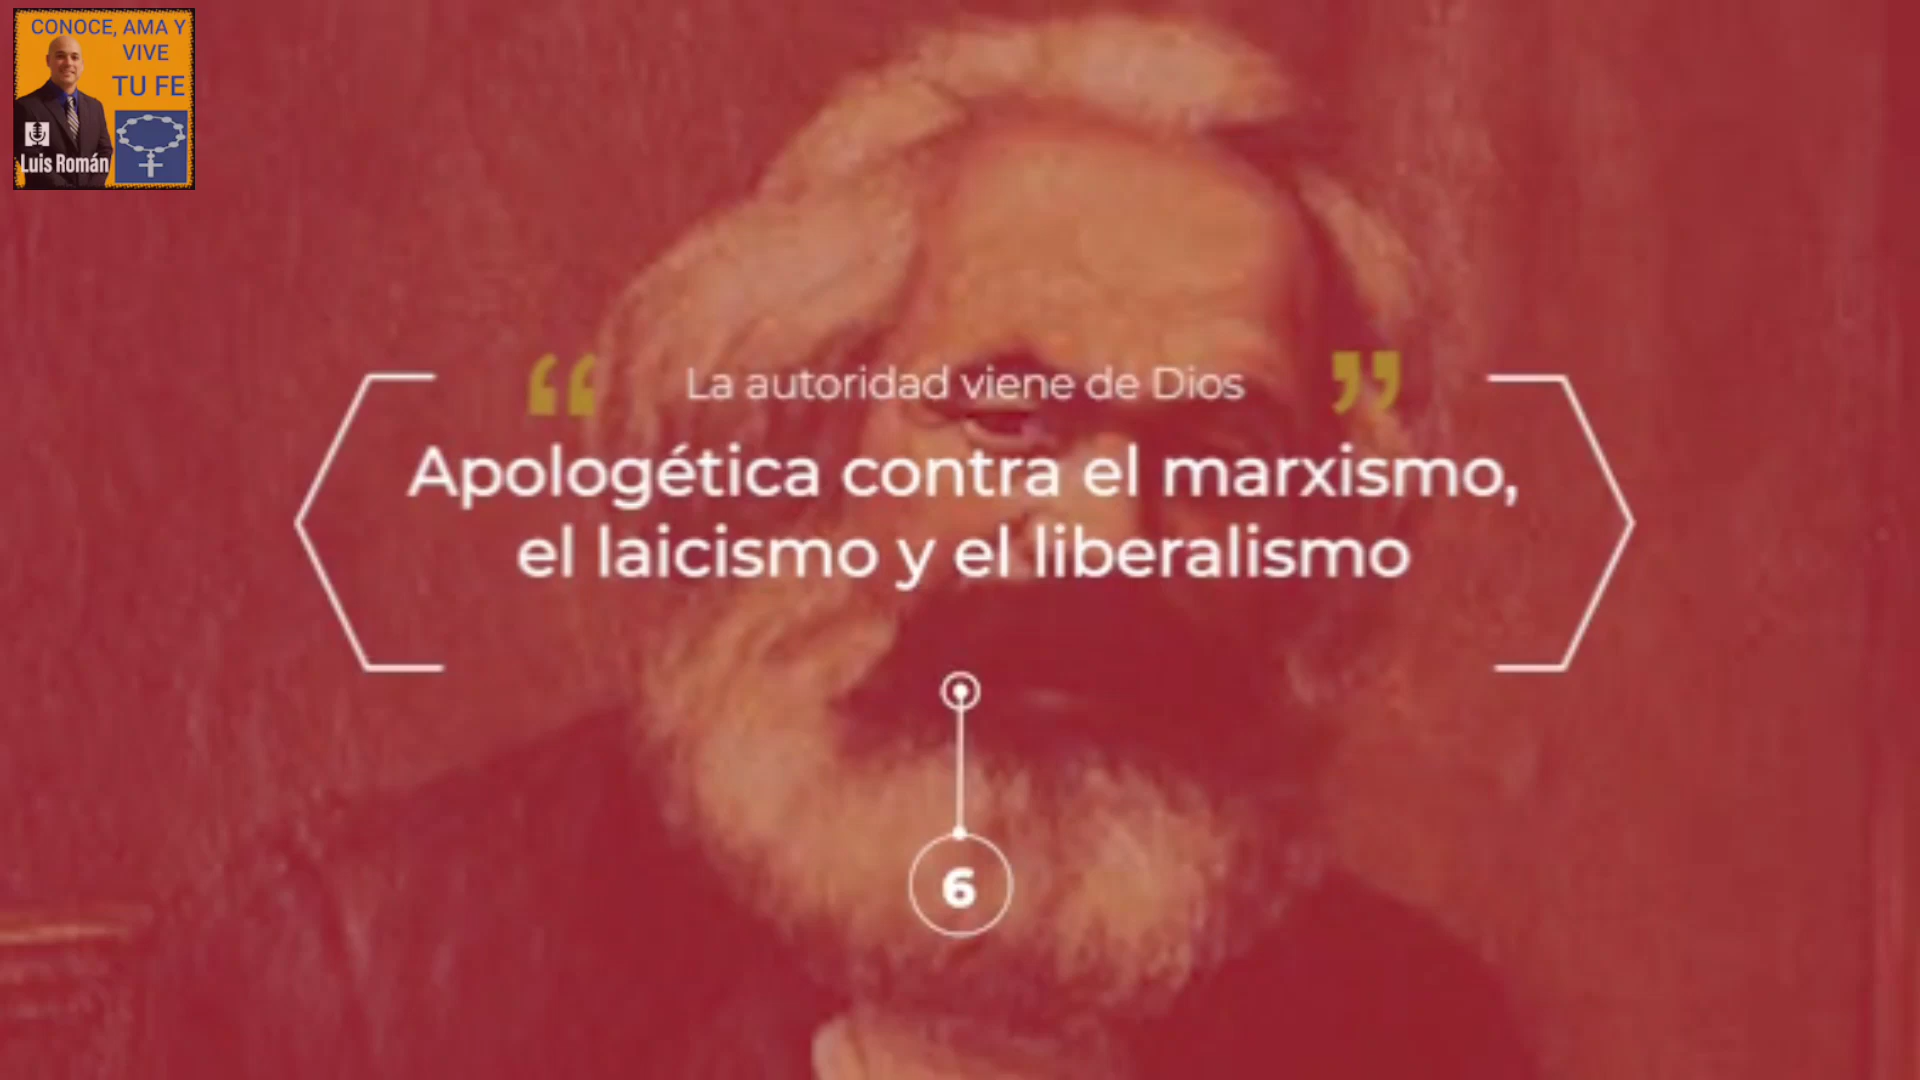 CONOCE, AMA Y
VIVE
TU FE
Luis Román
“ La autoridad viene de Dios ”
Apologética contra el marxismo,
el laicismo y el liberalismo
6